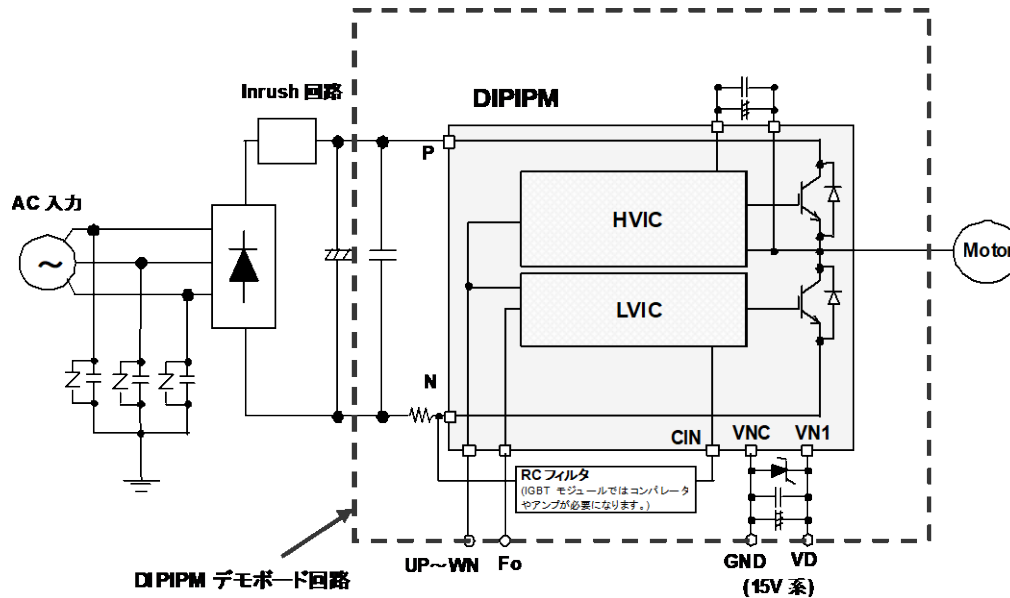 Inrush 回路
DIPIPM
P
AC 入力
HVIC
～
Motor
LVIC
N
CIN
VNC
VN1
RC フィルタ
(IGBT モジュールではコンパレータ
やアンプが必要になります。)
UP～WN
Fo
GND
VD
(15V 系)
DIPIPM デモボード回路